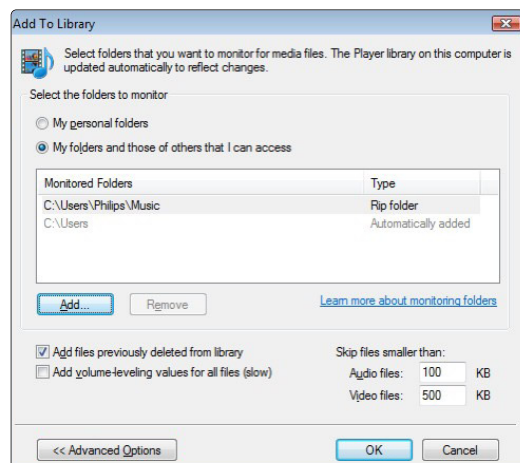 Add To Library
Select folders that you want to monitor for media files. The Player library on this computer is
updated automatically to reflect changes.
Select the folders to monitor
My personal folders
My folders and those of others that I can access
Monitored Folders Type
C:\Users\Philips\Music Rip folder
C:\Users Automatically added
Add... Remove Learn more about monitoring folders
Add files previously deleted from library Skip files smaller than:
Add volume-leveling values for all files (slow) Audio files: 100 KB
Video files: 500 KB
<< Advanced Options OK Cancel